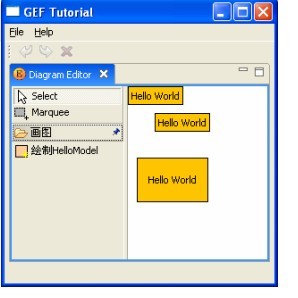 GEF Tutorial
File Help
Diagram Editor
Select
Marquee
画图
绘制HelloModel
Hello World
Hello World
Hello World